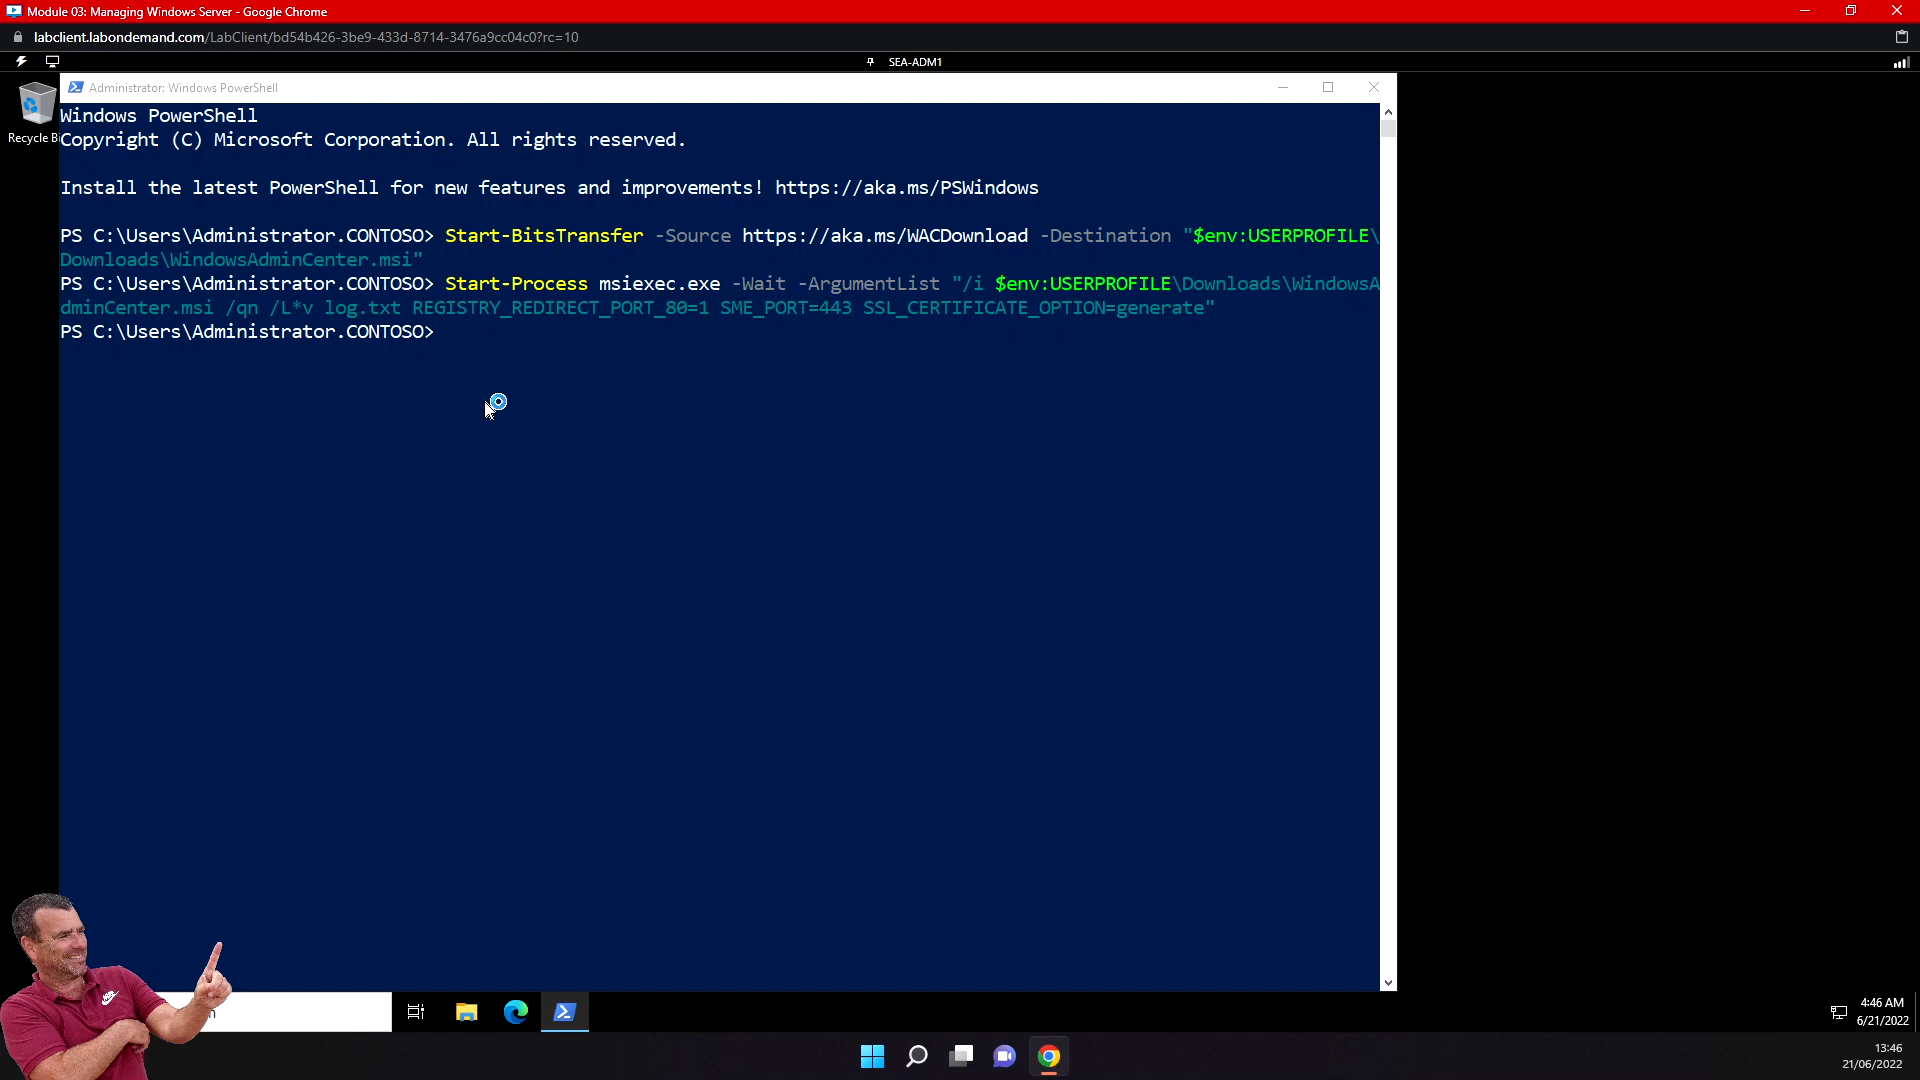 Module 03: Managing Windows Server - Google Chrome
labclient.labondemand.com/LabClient/bd54b426-3be9-433d-8714-3476a9cc04c0?rc=10
SEA-ADM1
Administrator: Windows PowerShell
Recycle Bi
Windows PowerShell
Copyright (C) Microsoft Corporation. All rights reserved.
Install the latest PowerShell for new features and improvements! https://aka.ms/PSWindows
PS C:\Users\Administrator.CONTOSO> Start-BitsTransfer -Source https://aka.ms/WACDownload -Destination "$env:USERPROFILE\
Downloads\WindowsAdminCenter.msi"
PS C:\Users\Administrator.CONTOSO> Start-Process msiexec.exe -Wait -ArgumentList "/i $env:USERPROFILE\Downloads\WindowsA
dminCenter.msi /qn /L*v log.txt REGISTRY_REDIRECT_PORT_80=1 SME_PORT=443 SSL_CERTIFICATE_OPTION=generate"
PS C:\Users\Administrator.CONTOSO>
4:46 AM
6/21/2022
13:46
21/06/2022